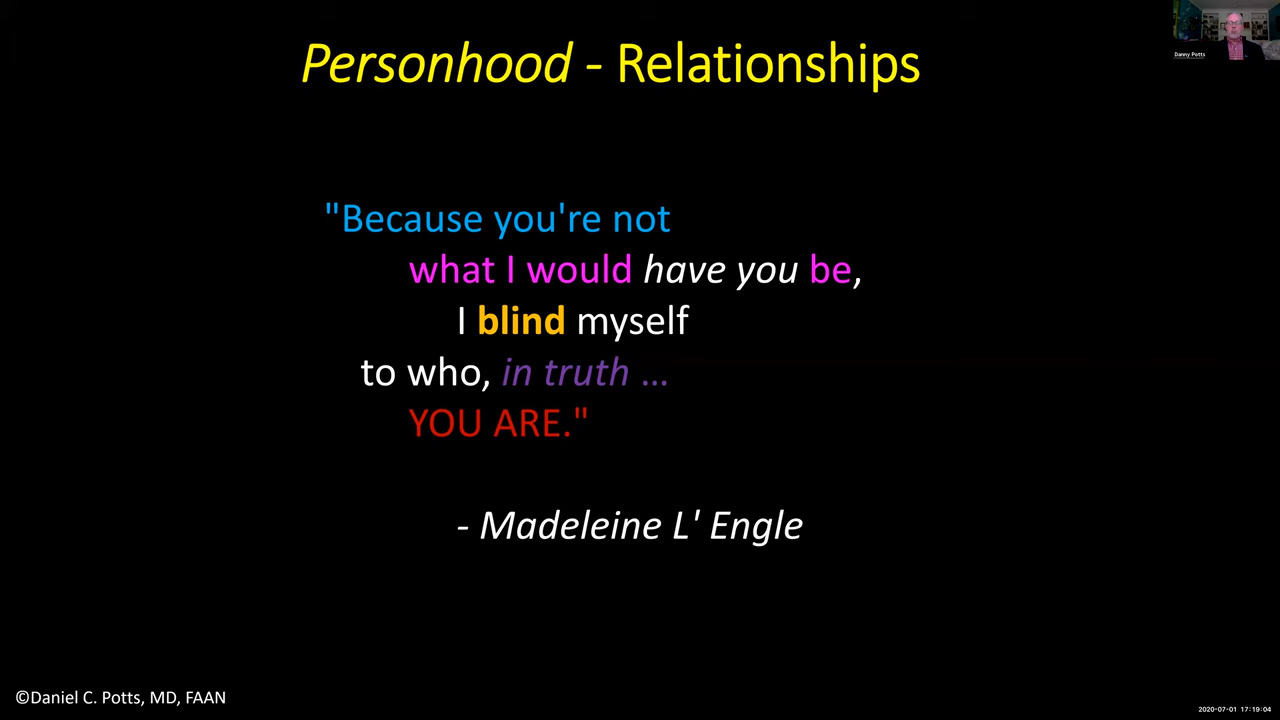 Personhood - Relationships
Danny Potts
"Because you're not
what I would have you be,
I blind myself
to who, in truth ...
YOU ARE."
- Madeleine L' Engle
©Daniel C. Potts, MD, FAAN
2020-07-01 17:19:04